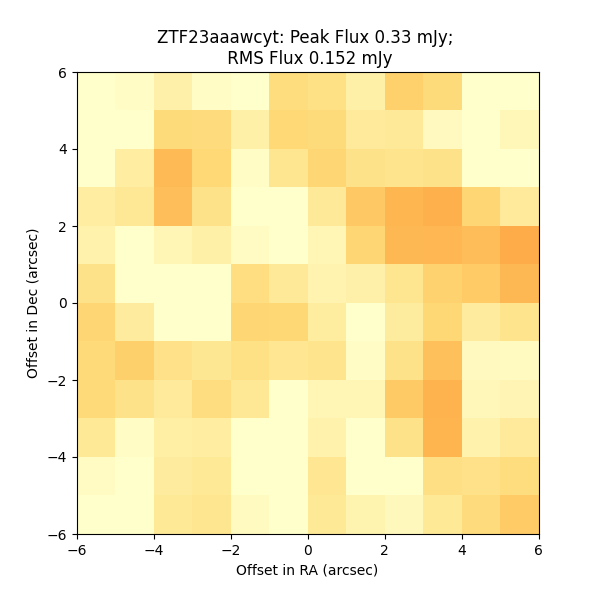 ZTF23aaawcyt: Peak Flux 0.33 mJy;
RMS Flux 0.152 mJy
6
4
2
0
−2
−4
−6
Offset in Dec (arcsec)
−6 −4 −2 0 2 4 6
Offset in RA (arcsec)